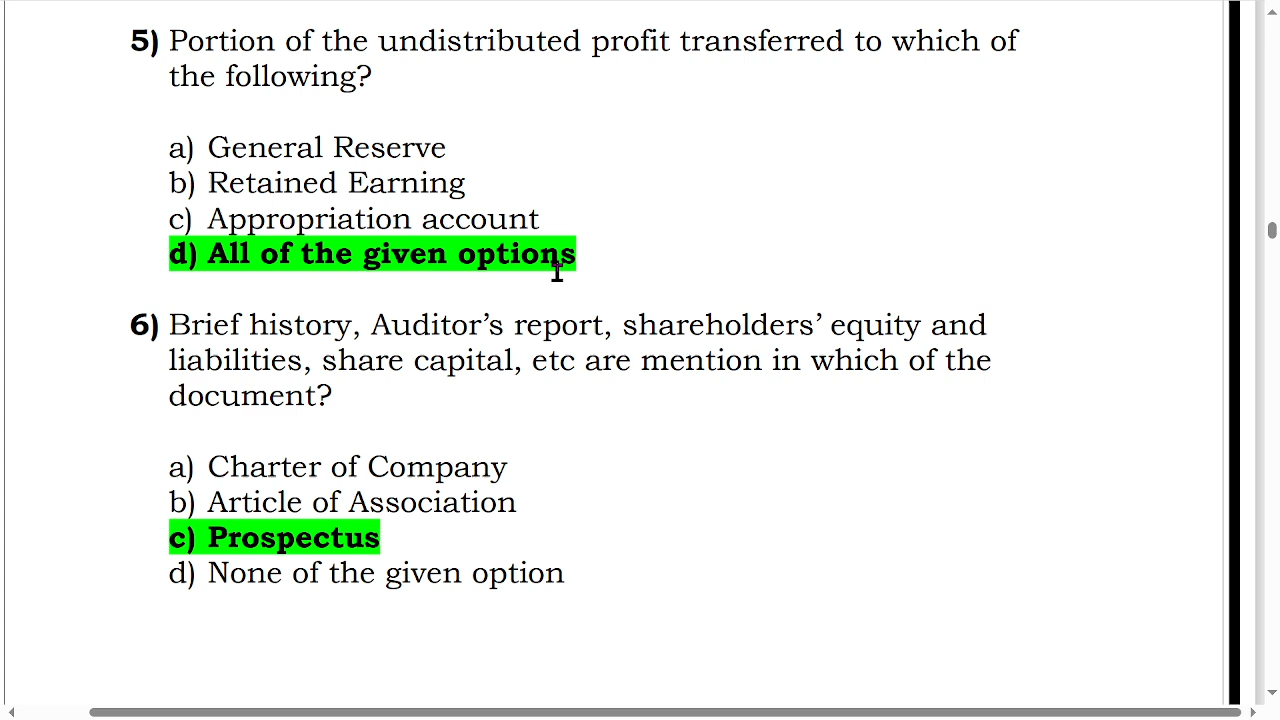 5) Portion of the undistributed profit transferred to which of
the following?
a) General Reserve
b) Retained Earning
c) Appropriation account
d) All of the given options
6) Brief history, Auditor’s report, shareholders’ equity and
liabilities, share capital, etc are mention in which of the
document?
a) Charter of Company
b) Article of Association
c) Prospectus
d) None of the given option